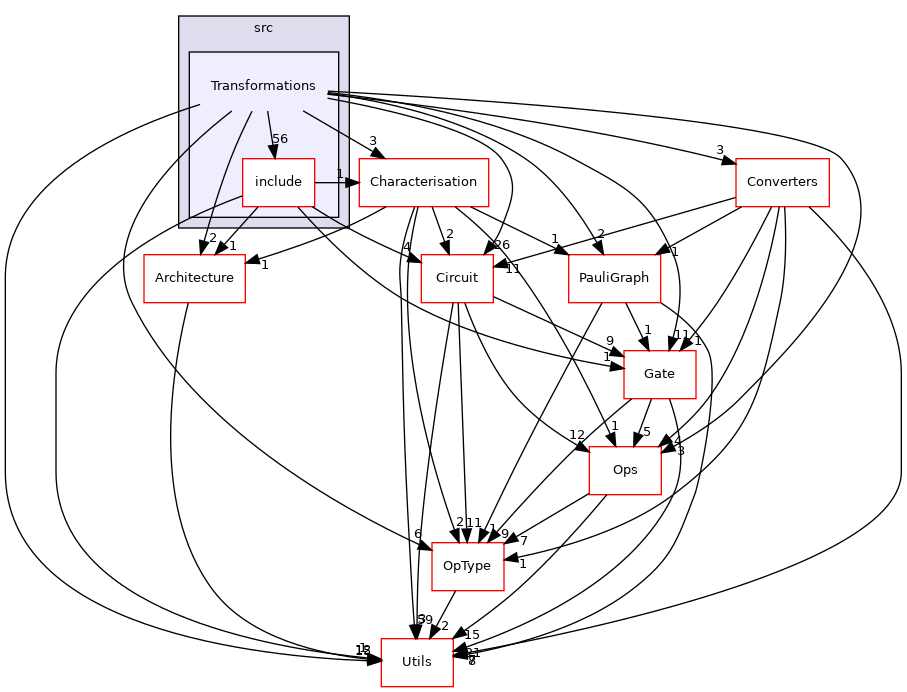 src
Transformations
56
3
3
include
1
Characterisation
Converters
2
1
1
4
2
26
11
1
2
1
Architecture
Circuit
PauliGraph
9
1
1
11
1
Gate
12
1
5
4
3
Ops
6
2
11
1
9
7
1
OpType
2
15
Utils